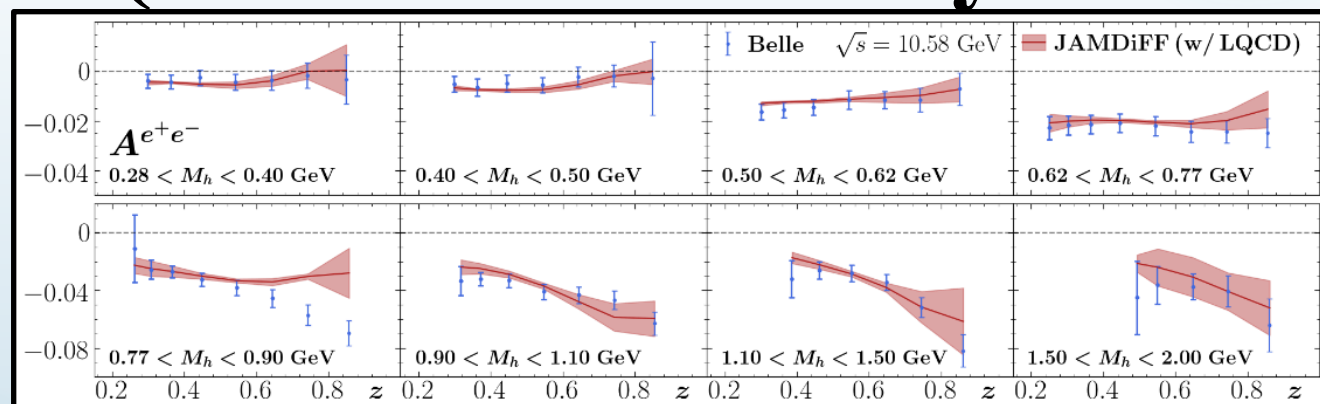 Belle √s = 10.58 GeV JAMDiFF (w/ LQCD)
0
−0.02
−0.04
A^{e^+e^-}
0.28 < M_h < 0.40 GeV
0.40 < M_h < 0.50 GeV
0.50 < M_h < 0.62 GeV
0.62 < M_h < 0.77 GeV
0
−0.04
−0.08
0.77 < M_h < 0.90 GeV
0.90 < M_h < 1.10 GeV
1.10 < M_h < 1.50 GeV
1.50 < M_h < 2.00 GeV
0.2 0.4 0.6 0.8 z 0.2 0.4 0.6 0.8 z 0.2 0.4 0.6 0.8 z 0.2 0.4 0.6 0.8 z